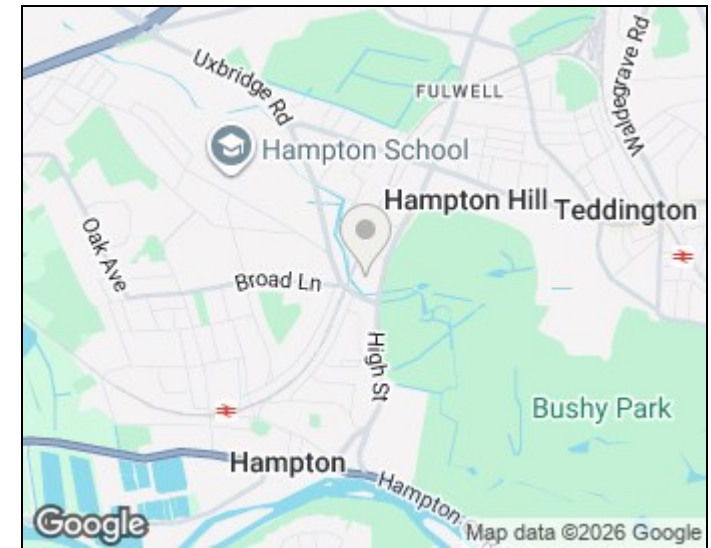 Uxbridge Rd
FULWELL
Waldegrave Rd
Hampton School
Hampton Hill
Teddington
Oak Ave
Broad Ln
High St
Bushy Park
Hampton
Hampton
Google
Map data ©2026 Google